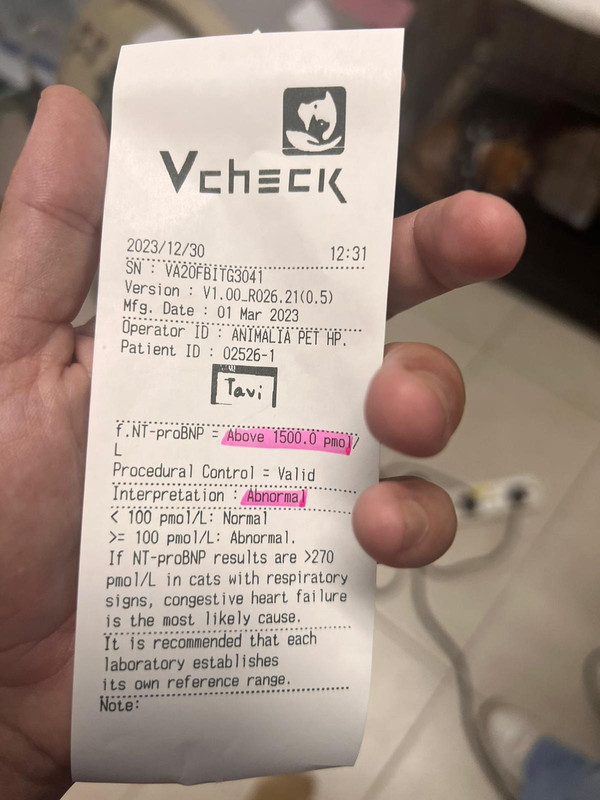 Vcheck
2023/12/30 12:31
SN : VA20FBITG3041
Version : V1.00_R026.21(0.5)
Mfg. Date : 01 Mar 2023
Operator ID : ANIMALIA PET HP.
Patient ID : 02526-1
Tavi
f.NT-proBNP = Above 1500.0 pmol/
L
Procedural Control = Valid
Interpretation : Abnormal
< 100 pmol/L: Normal
>= 100 pmol/L: Abnormal.
If NT-proBNP results are >270
pmol/L in cats with respiratory
signs, congestive heart failure
is the most likely cause.
It is recommended that each
laboratory establishes
its own reference range.
Note: